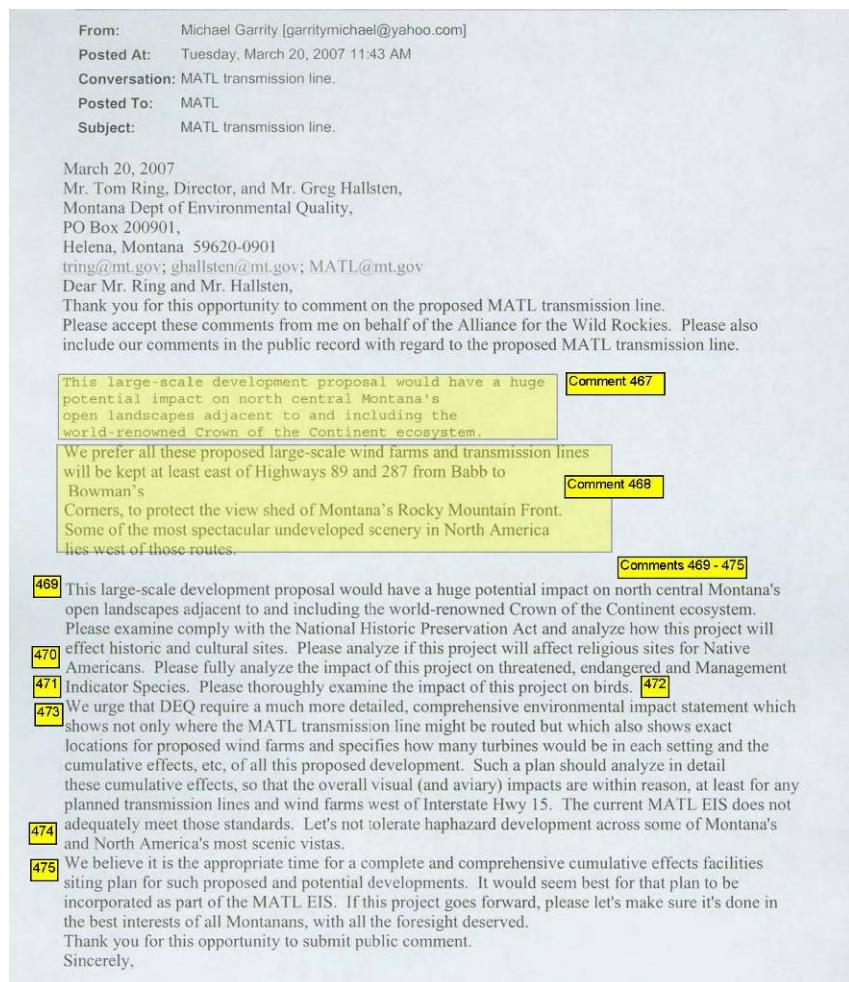 From: Michael Garrity [garritymichael@yahoo.com]
Posted At: Tuesday, March 20, 2007 11:43 AM
Conversation: MATL transmission line.
Posted To: MATL
Subject: MATL transmission line.
March 20, 2007
Mr. Tom Ring, Director, and Mr. Greg Hallsten,
Montana Dept of Environmental Quality,
PO Box 200901,
Helena, Montana 59620-0901
tring@mt.gov; ghallsten@mt.gov; MATL@mt.gov
Dear Mr. Ring and Mr. Hallsten,
Thank you for this opportunity to comment on the proposed MATL transmission line.
Please accept these comments from me on behalf of the Alliance for the Wild Rockies. Please also
include our comments in the public record with regard to the proposed MATL transmission line.
This large-scale development proposal would have a huge
Comment 467
potential impact on north central Montana's
open landscapes adjacent to and including the
world-renowned Crown of the Continent ecosystem.
We prefer all these proposed large-scale wind farms and transmission lines
will be kept at least east of Highways 89 and 287 from Babb to
Comment 468
Bowman's
Corners, to protect the view shed of Montana's Rocky Mountain Front.
Some of the most spectacular undeveloped scenery in North America
lies west of those routes.
Comments 469 - 475
469 This large-scale development proposal would have a huge potential impact on north central Montana's
open landscapes adjacent to and including the world-renowned Crown of the Continent ecosystem.
Please examine comply with the National Historic Preservation Act and analyze how this project will
470 effect historic and cultural sites. Please analyze if this project will affect religious sites for Native
Americans. Please fully analyze the impact of this project on threatened, endangered and Management
471 Indicator Species. Please thoroughly examine the impact of this project on birds. 472
473 We urge that DEQ require a much more detailed, comprehensive environmental impact statement which
shows not only where the MATL transmission line might be routed but which also shows exact
locations for proposed wind farms and specifies how many turbines would be in each setting and the
cumulative effects, etc, of all this proposed development. Such a plan should analyze in detail
these cumulative effects, so that the overall visual (and aviary) impacts are within reason, at least for any
planned transmission lines and wind farms west of Interstate Hwy 15. The current MATL EIS does not
474 adequately meet those standards. Let's not tolerate haphazard development across some of Montana's
and North America's most scenic vistas.
475 We believe it is the appropriate time for a complete and comprehensive cumulative effects facilities
siting plan for such proposed and potential developments. It would seem best for that plan to be
incorporated as part of the MATL EIS. If this project goes forward, please let's make sure it's done in
the best interests of all Montanans, with all the foresight deserved.
Thank you for this opportunity to submit public comment.
Sincerely,